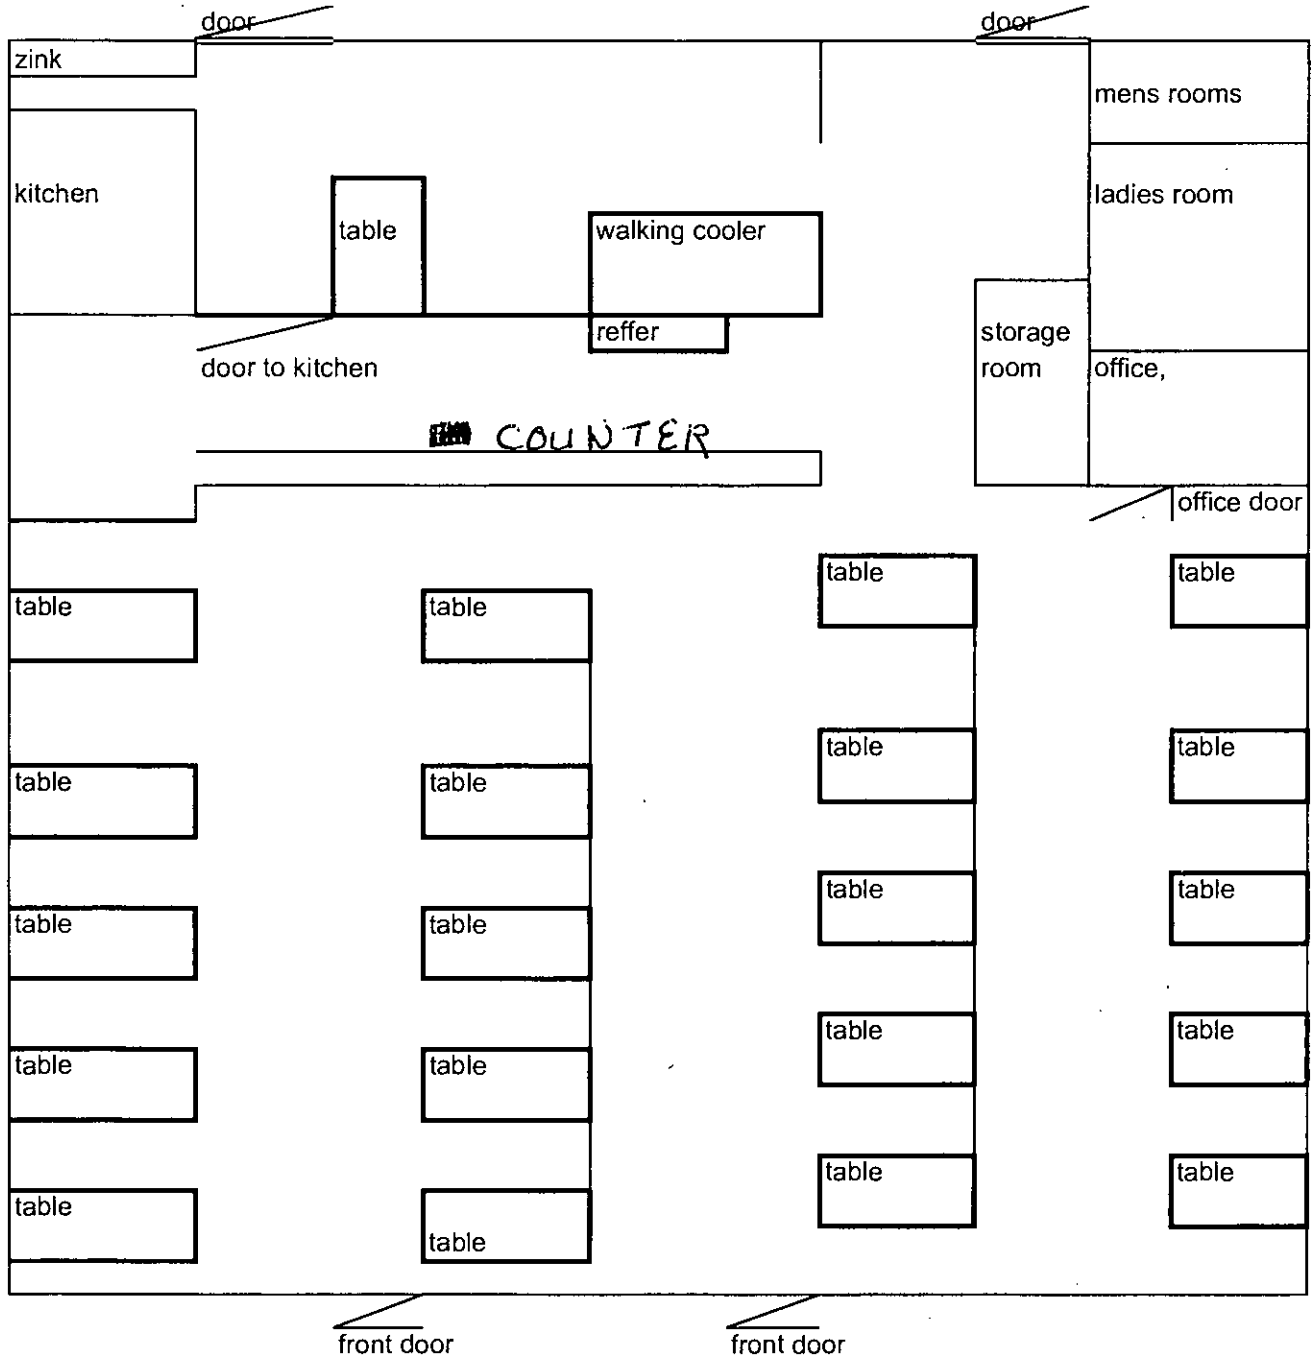 door door
zink
mens rooms
kitchen ladies room
table walking cooler
reffer storage
room
door to kitchen office,
COUNTER
office door
table table
table table
table table
table table
table table
table table
table table
table table
table table
table
table
front door front door